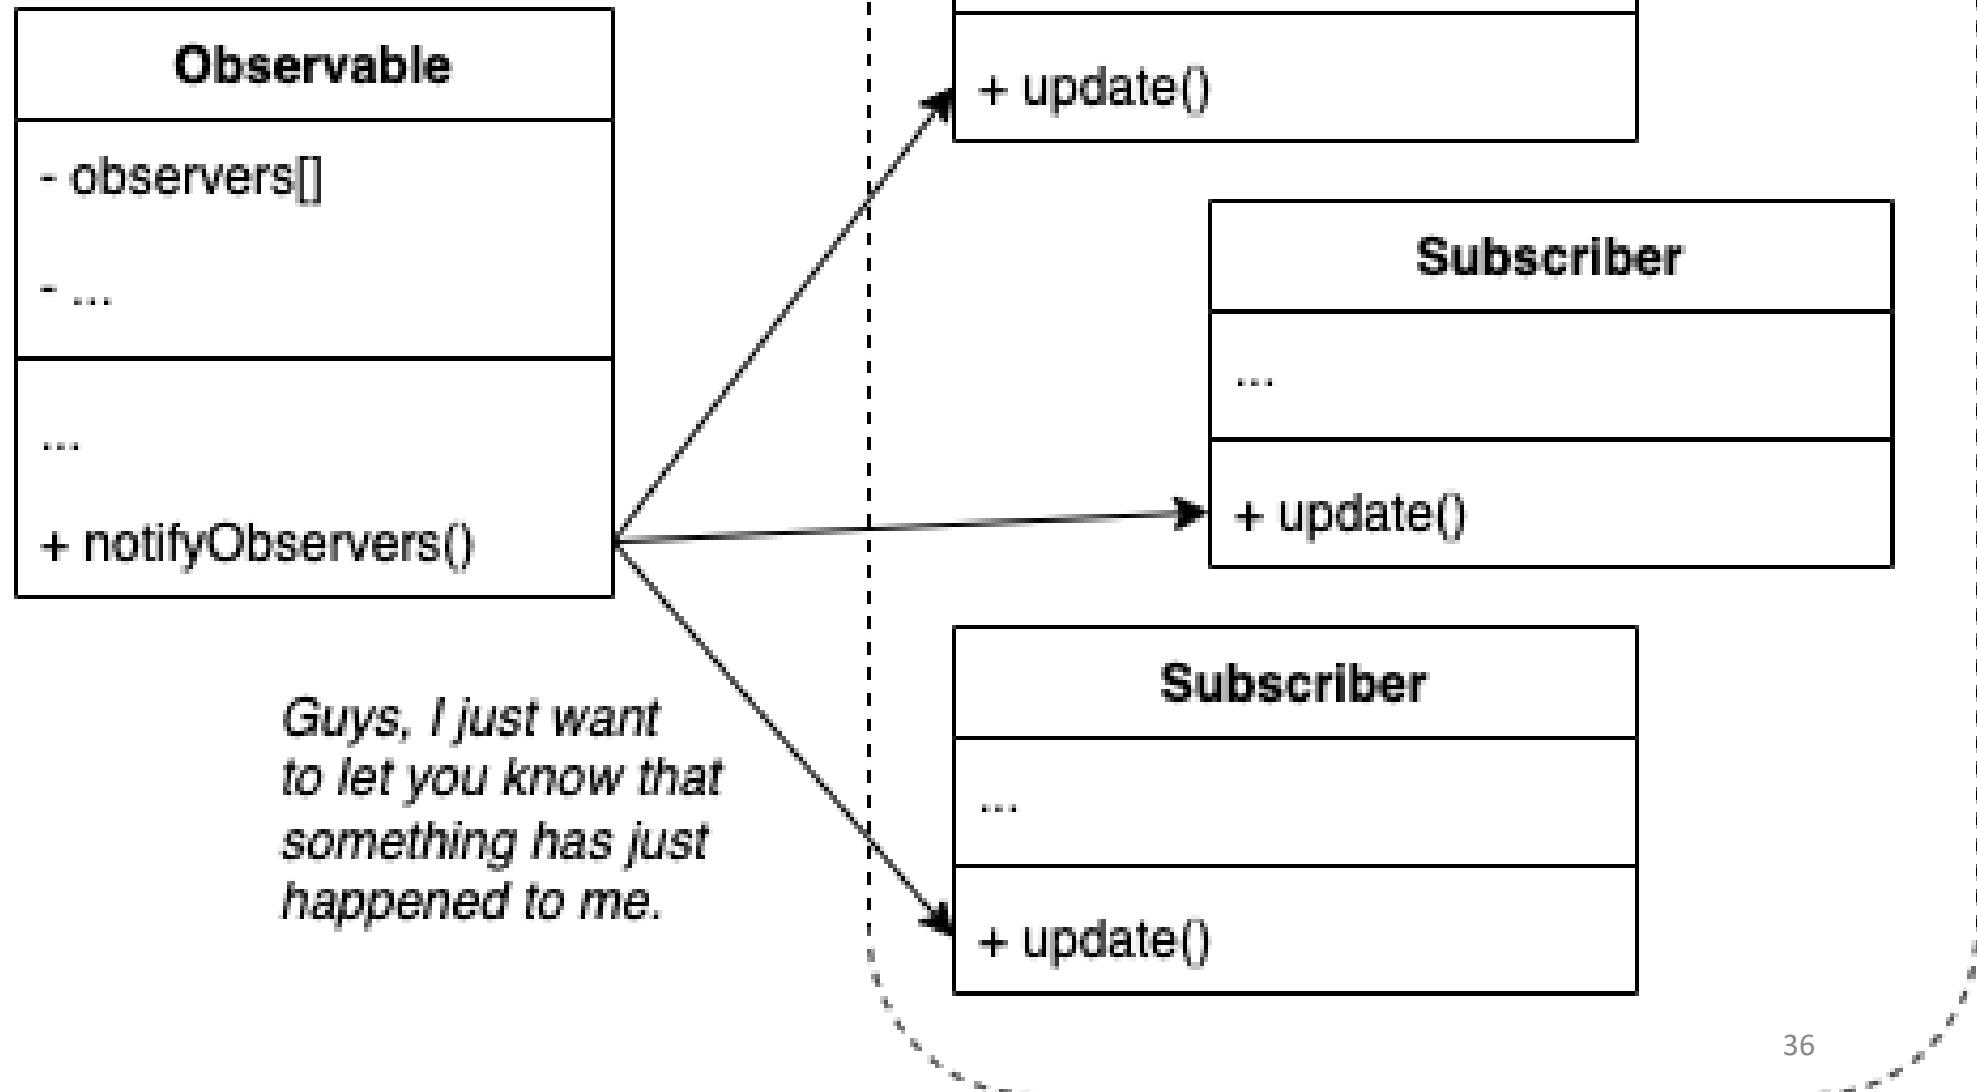 Observable
- observers[]
- ...
...
+ notifyObservers()
Guys, I just want
to let you know that
something has just
happened to me.
+ update()
Subscriber
...
+ update()
Subscriber
...
+ update()
36